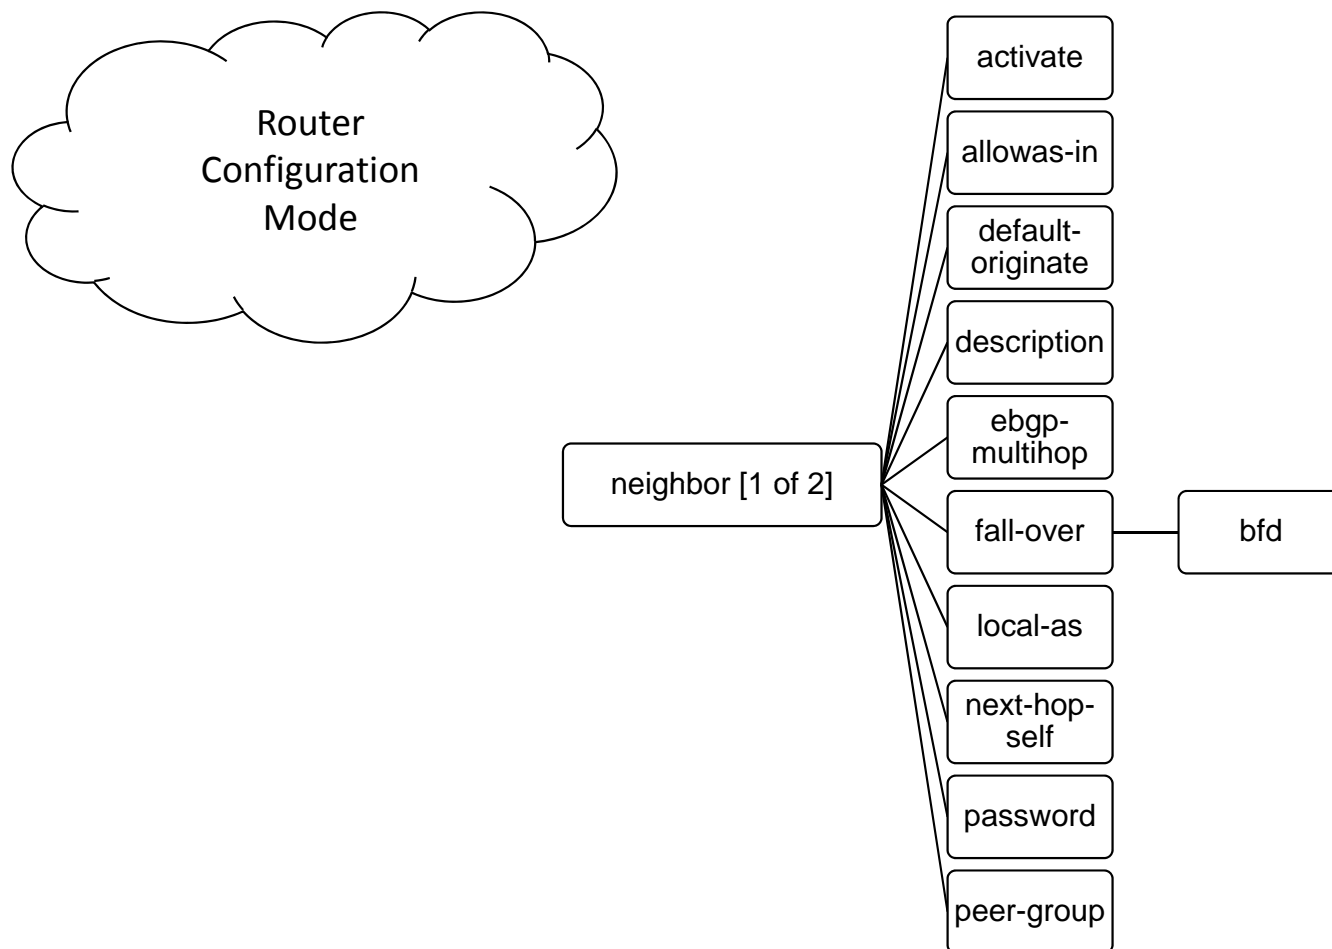 Router
Configuration
Mode
activate
allowas-in
default-
originate
description
ebgp-
multihop
neighbor [1 of 2]
fall-over
bfd
local-as
next-hop-
self
password
peer-group